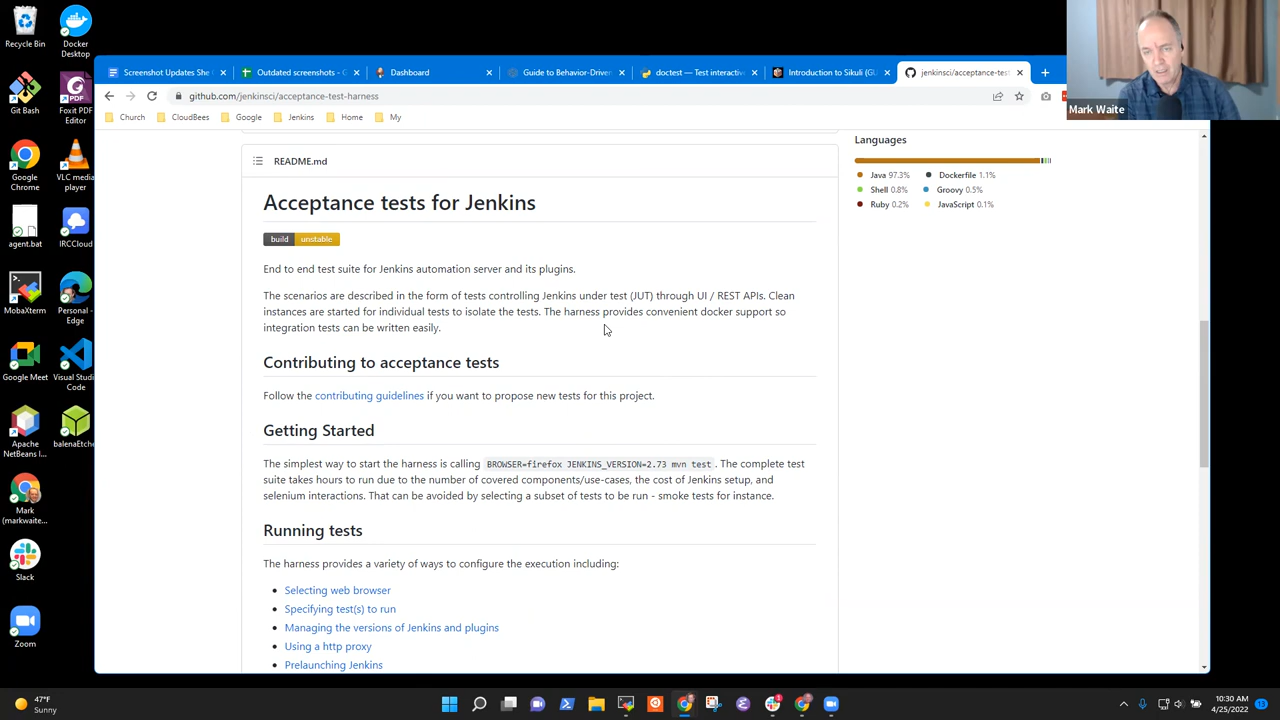 Recycle Bin
Docker
Desktop
Git Bash
Foxit PDF
Editor
Google
Chrome
VLC media
player
agent.bat
IRCCloud
MobaXterm
Personal -
Edge
Google Meet
Visual Studio
Code
Apache
NetBeans I...
balenaEtcher
Mark
(markwaite...
Slack
Zoom
Screenshot Updates She
Outdated screenshots - G
Dashboard
Guide to Behavior-Driven
doctest — Test interactive
Introduction to Sikuli (GUI
jenkinsci/acceptance-test
github.com/jenkinsci/acceptance-test-harness
Church
CloudBees
Google
Jenkins
Home
My
Mark Waite
README.md
Acceptance tests for Jenkins
build unstable
End to end test suite for Jenkins automation server and its plugins.
The scenarios are described in the form of tests controlling Jenkins under test (JUT) through UI / REST APIs. Clean
instances are started for individual tests to isolate the tests. The harness provides convenient docker support so
integration tests can be written easily.
Contributing to acceptance tests
Follow the contributing guidelines if you want to propose new tests for this project.
Getting Started
The simplest way to start the harness is calling BROWSER=firefox JENKINS_VERSION=2.73 mvn test . The complete test
suite takes hours to run due to the number of covered components/use-cases, the cost of Jenkins setup, and
selenium interactions. That can be avoided by selecting a subset of tests to be run - smoke tests for instance.
Running tests
The harness provides a variety of ways to configure the execution including:
Selecting web browser
Specifying test(s) to run
Managing the versions of Jenkins and plugins
Using a http proxy
Prelaunching Jenkins
Languages
Java 97.3% Dockerfile 1.1%
Shell 0.8% Groovy 0.5%
Ruby 0.2% JavaScript 0.1%
47°F
Sunny
10:30 AM
4/25/2022